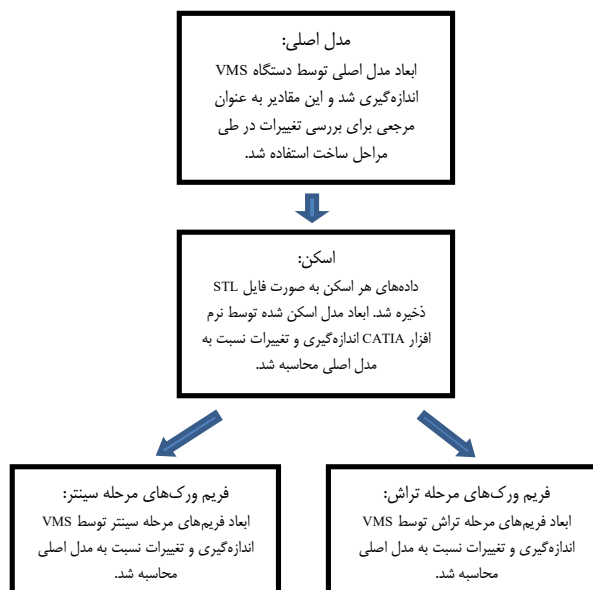 مدل اصلی:
ابعاد مدل اصلی توسط دستگاه VMS
اندازه‌گیری شد و این مقادیر به عنوان
مرجعی برای بررسی تغییرات در طی
مراحل ساخت استفاده شد.
اسکن:
داده‌های هر اسکن به صورت فایل STL
ذخیره شد. ابعاد مدل اسکن شده توسط نرم
افزار CATIA اندازه‌گیری و تغییرات نسبت به
مدل اصلی محاسبه شد.
فریم ورک‌های مرحله تراش:
ابعاد فریم‌های مرحله تراش توسط VMS
اندازه‌گیری و تغییرات نسبت به مدل اصلی
محاسبه شد.
فریم ورک‌های مرحله سینتر:
ابعاد فریم‌های مرحله سینتر توسط VMS
اندازه‌گیری و تغییرات نسبت به مدل اصلی
محاسبه شد.